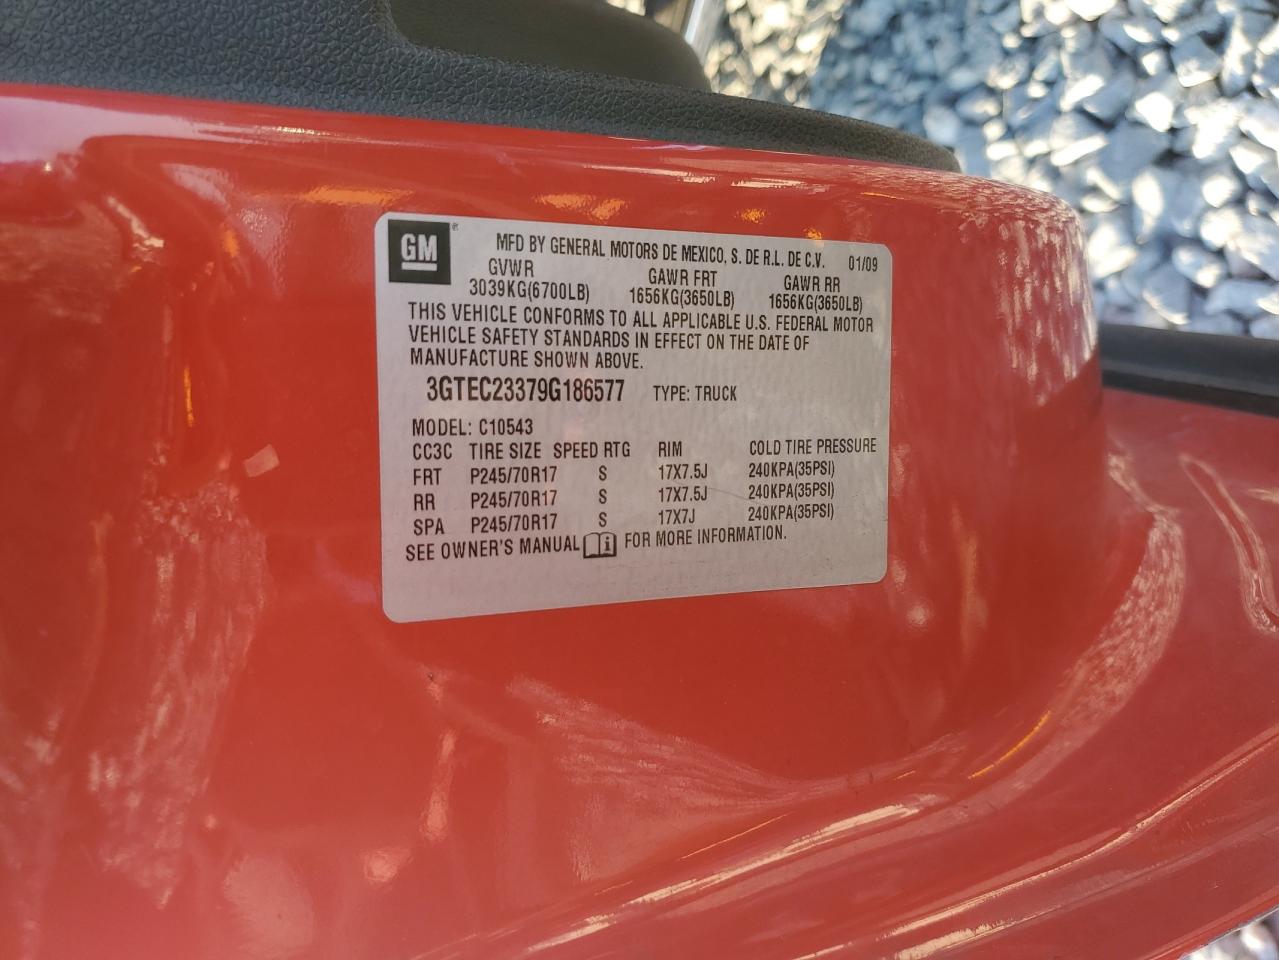 GM ® MFD BY GENERAL MOTORS DE MEXICO, S. DE R.L. DE C.V. 01/09
GVWR GAWR FRT GAWR RR
3039KG(6700LB) 1656KG(3650LB) 1656KG(3650LB)
THIS VEHICLE CONFORMS TO ALL APPLICABLE U.S. FEDERAL MOTOR
VEHICLE SAFETY STANDARDS IN EFFECT ON THE DATE OF
MANUFACTURE SHOWN ABOVE.
3GTEC23379G186577 TYPE: TRUCK
MODEL: C10543
CC3C TIRE SIZE SPEED RTG RIM COLD TIRE PRESSURE
FRT P245/70R17 S 17X7.5J 240KPA(35PSI)
RR P245/70R17 S 17X7.5J 240KPA(35PSI)
SPA P245/70R17 S 17X7J 240KPA(35PSI)
SEE OWNER'S MANUAL i FOR MORE INFORMATION.